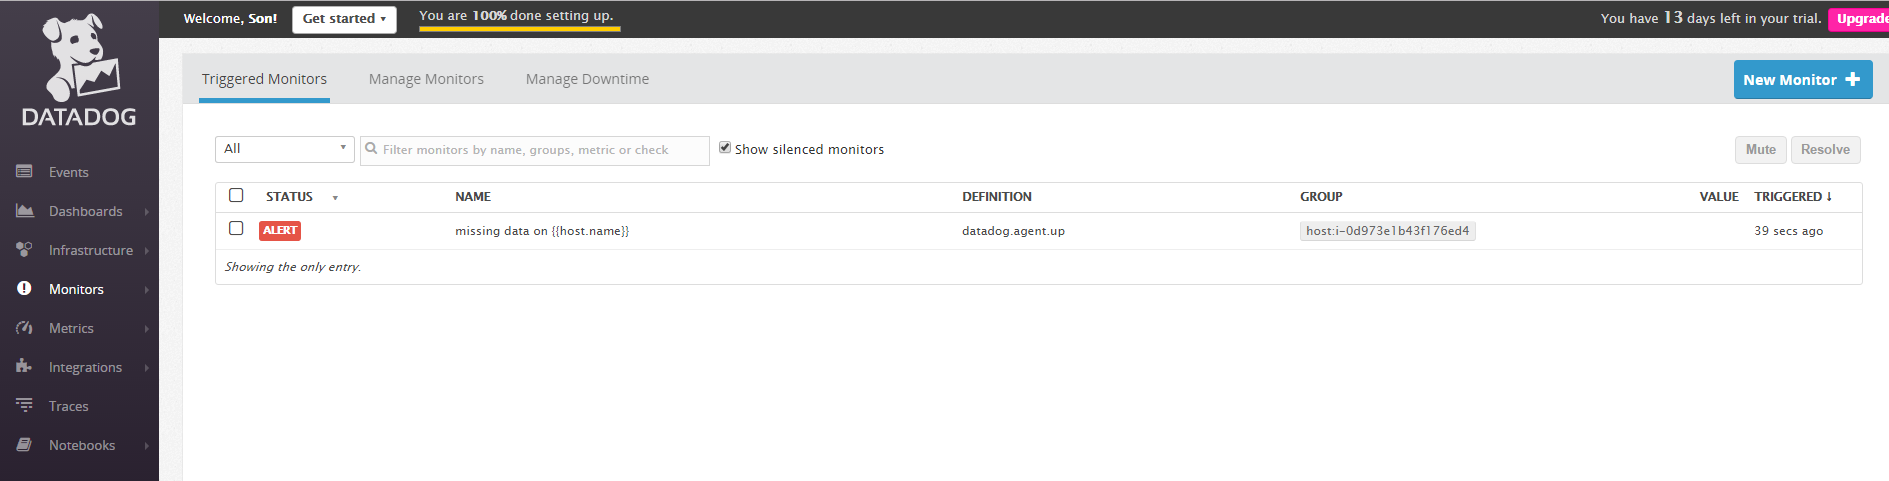 Welcome, Son!
Get started
You are 100% done setting up.
You have 13 days left in your trial.
Upgrade
DATADOG
Events
Dashboards
Infrastructure
Monitors
Metrics
Integrations
Traces
Notebooks
Triggered Monitors
Manage Monitors
Manage Downtime
New Monitor
All
Filter monitors by name, groups, metric or check
Show silenced monitors
Mute
Resolve
STATUS NAME DEFINITION GROUP VALUE TRIGGERED ↓
ALERT missing data on {{host.name}} datadog.agent.up host:i-0d973e1b43f176ed4 39 secs ago
Showing the only entry.